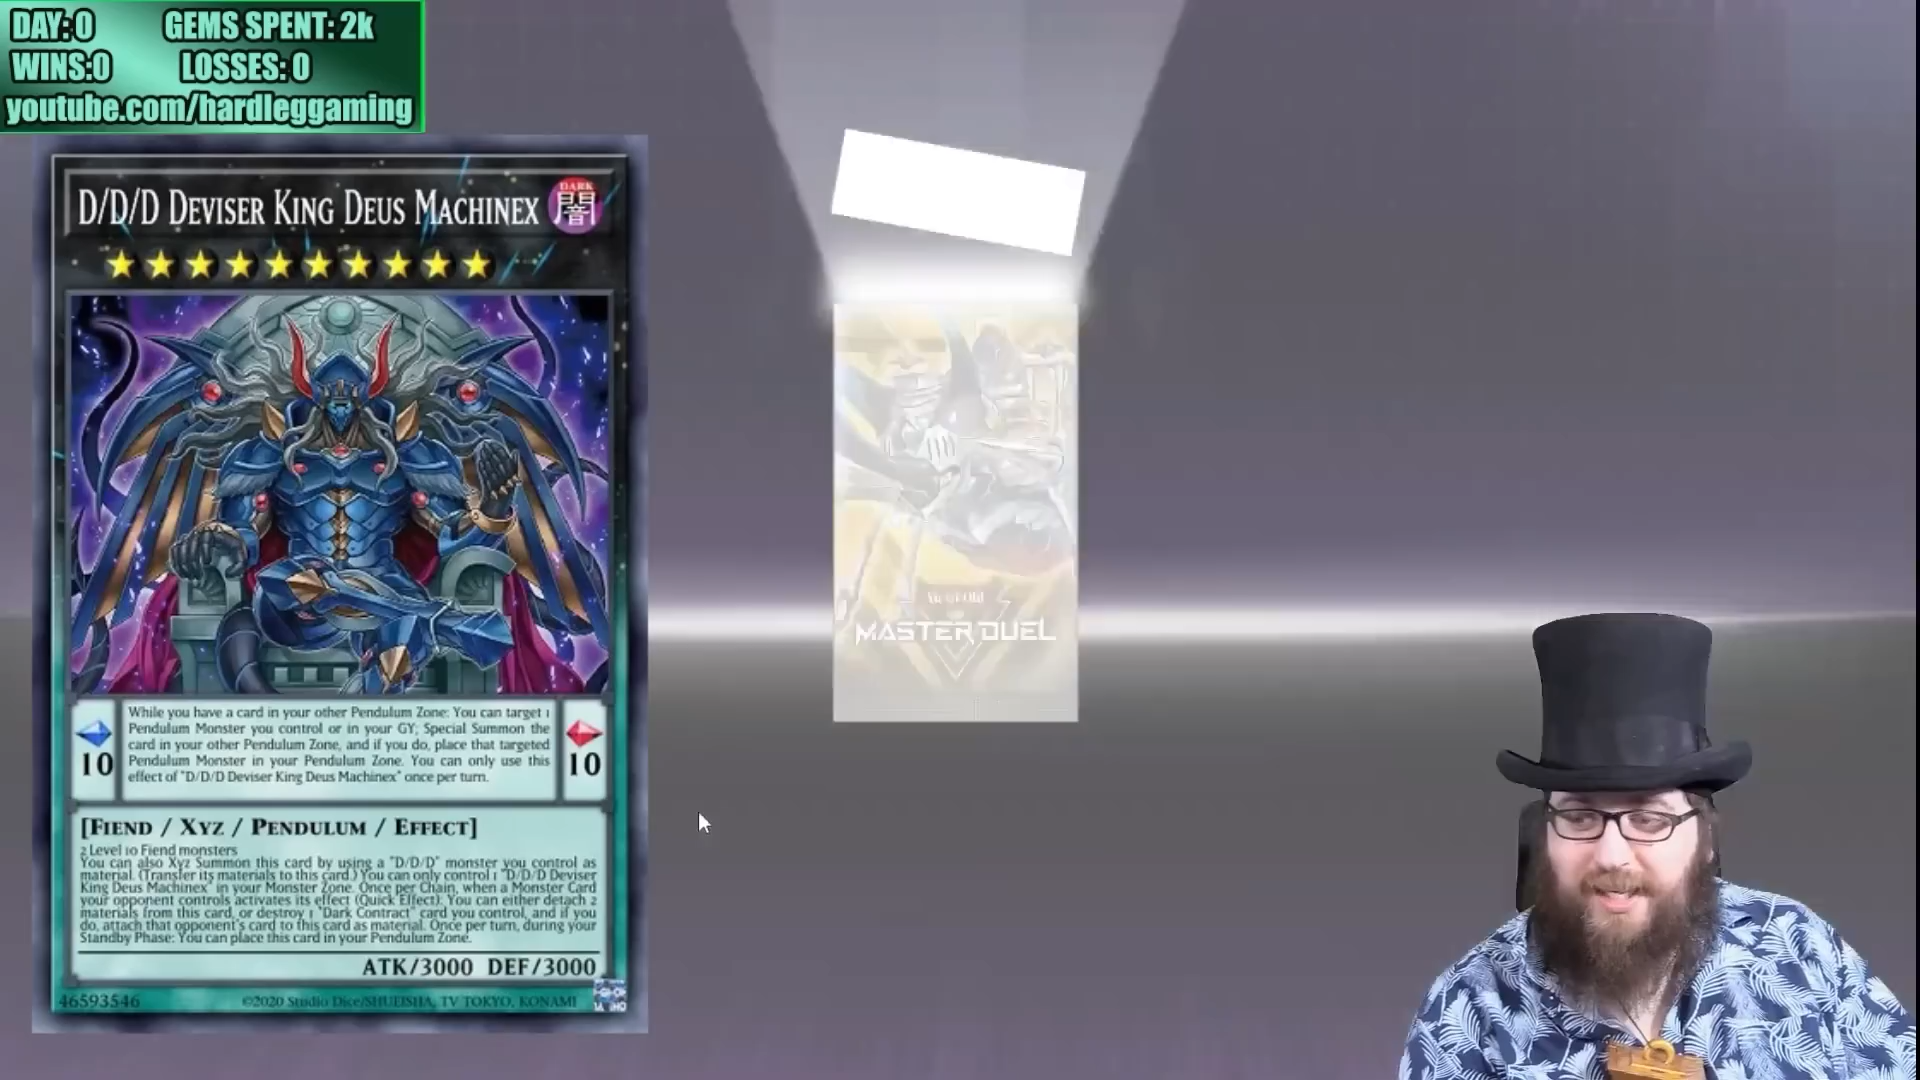 DAY: 0 GEMS SPENT: 2k
WINS:0 LOSSES: 0
youtube.com/hardleggaming
D/D/D DEVISER KING DEUS MACHINEX
DARK
闇
10
While you have a card in your other Pendulum Zone: You can target 1
Pendulum Monster you control or in your GY; Special Summon the
card in your other Pendulum Zone, and if you do, place that targeted
Pendulum Monster in your Pendulum Zone. You can only use this
effect of "D/D/D Deviser King Deus Machinex" once per turn.
10
[FIEND / XYZ / PENDULUM / EFFECT]
2 Level 10 Fiend monsters
You can also Xyz Summon this card by using a "D/D/D" monster you control as
material. (Transfer its materials to this card.) You can only control 1 "D/D/D Deviser
King Deus Machinex" in your Monster Zone. Once per Chain, when a Monster Card
your opponent controls activates its effect (Quick Effect): You can either detach 2
materials from this card, or destroy 1 "Dark Contract" card you control, and if you
do, attach that opponent's card to this card as material. Once per turn, during your
Standby Phase: You can place this card in your Pendulum Zone.
ATK/3000 DEF/3000
46593546 ©2020 Studio Dice/SHUEISHA, TV TOKYO, KONAMI
Yu-Gi-Oh!
MASTER DUEL